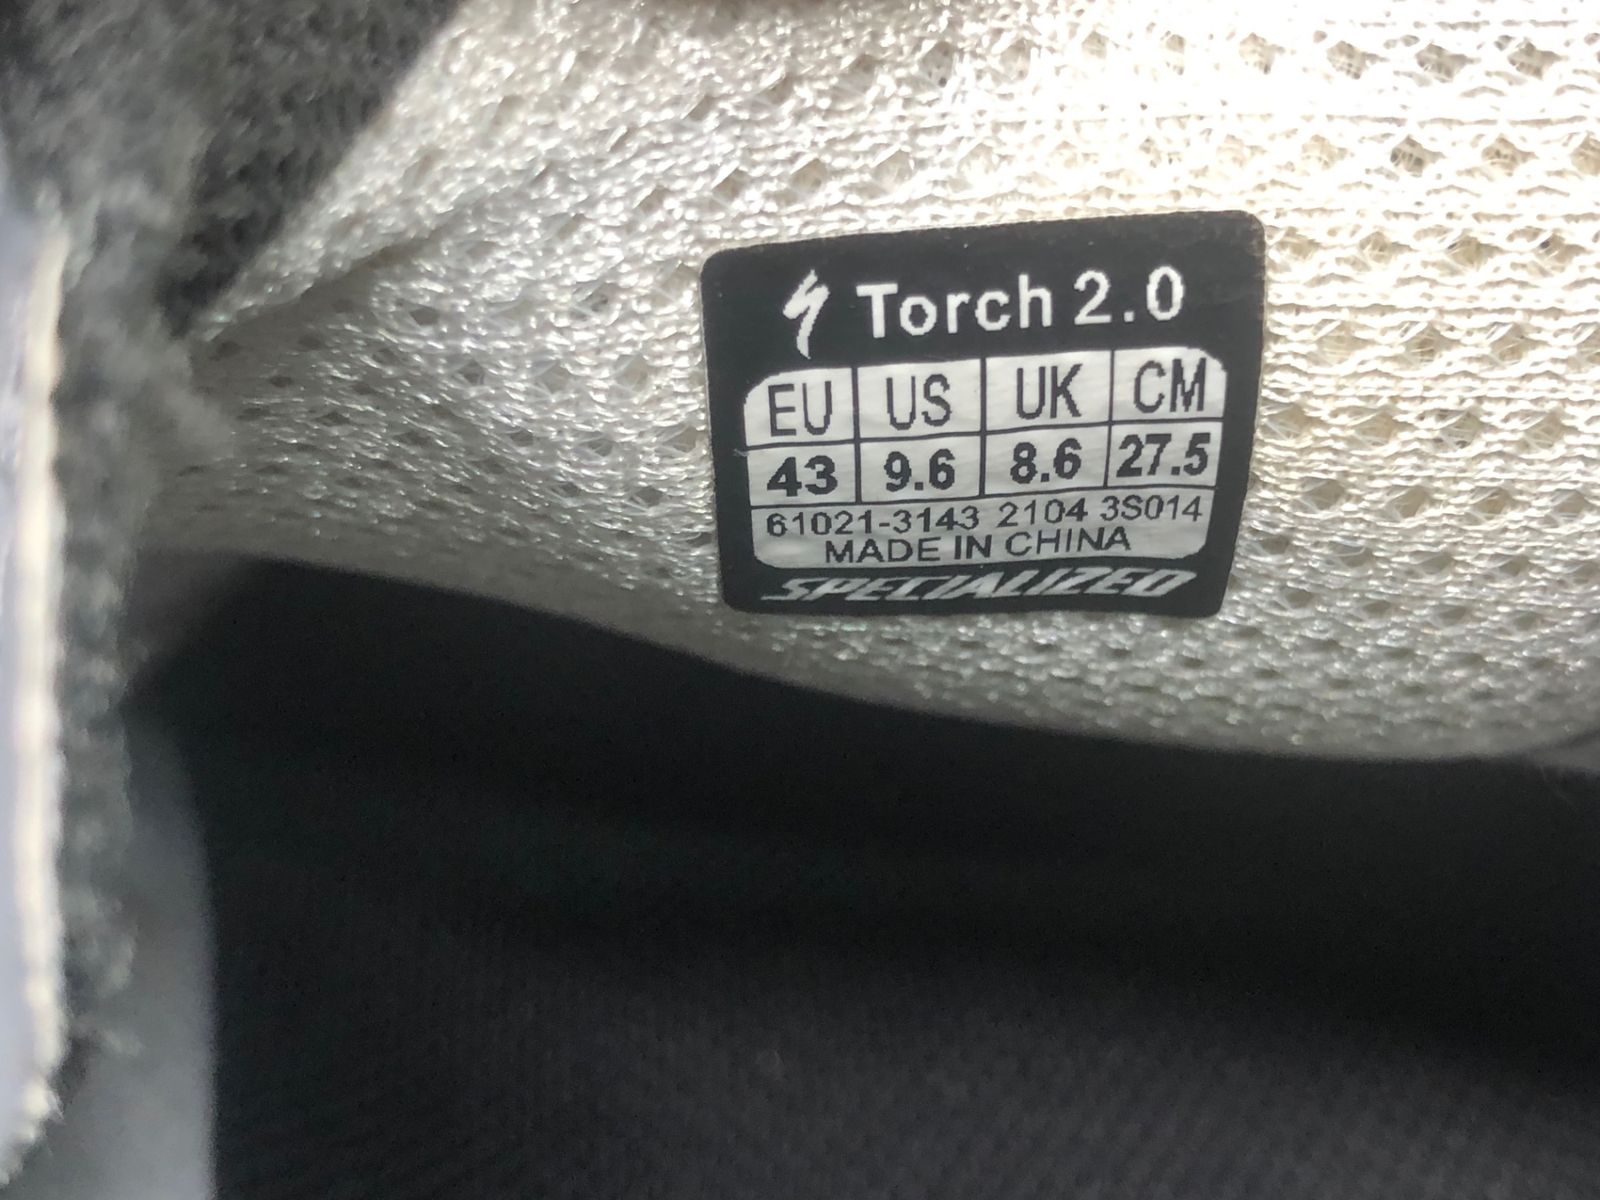 Torch 2.0
EU US UK CM
43 9.6 8.6 27.5
61021-3143 2104 3S014
MADE IN CHINA
SPECIALIZED